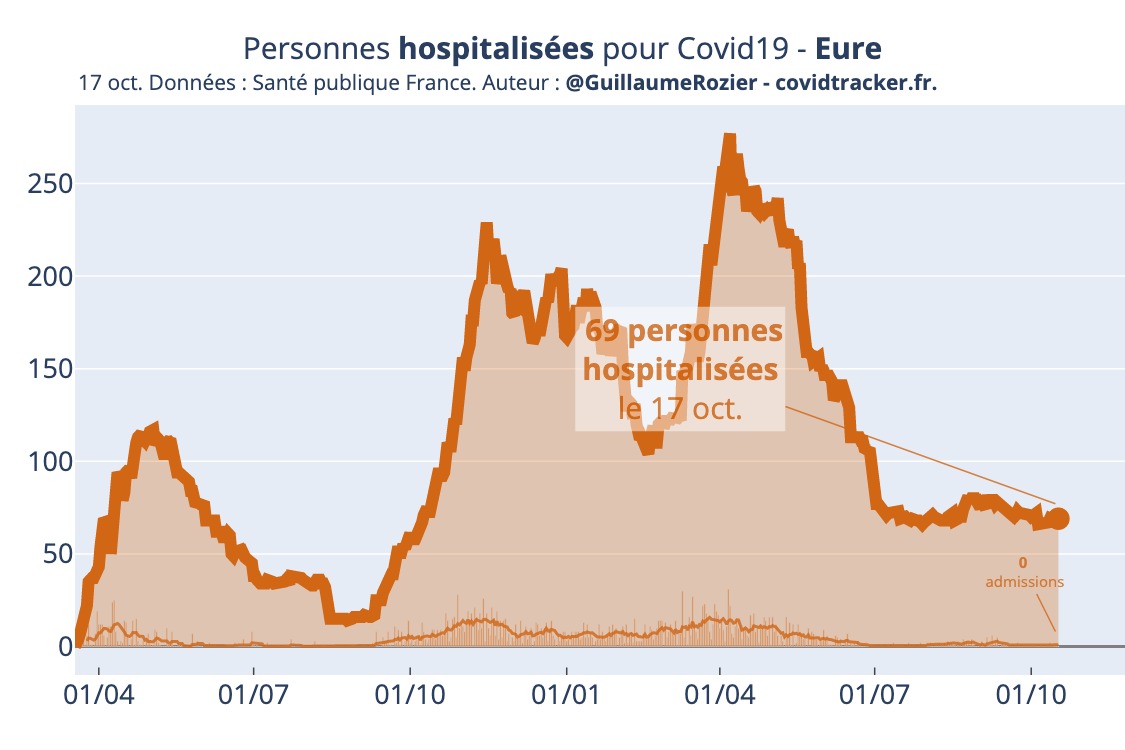 Personnes hospitalisées pour Covid19 - Eure
17 oct. Données : Santé publique France. Auteur : @GuillaumeRozier - covidtracker.fr.
250
200
150
100
50
0
69 personnes
hospitalisées
le 17 oct.
0
admissions
01/04
01/07
01/10
01/01
01/04
01/07
01/10